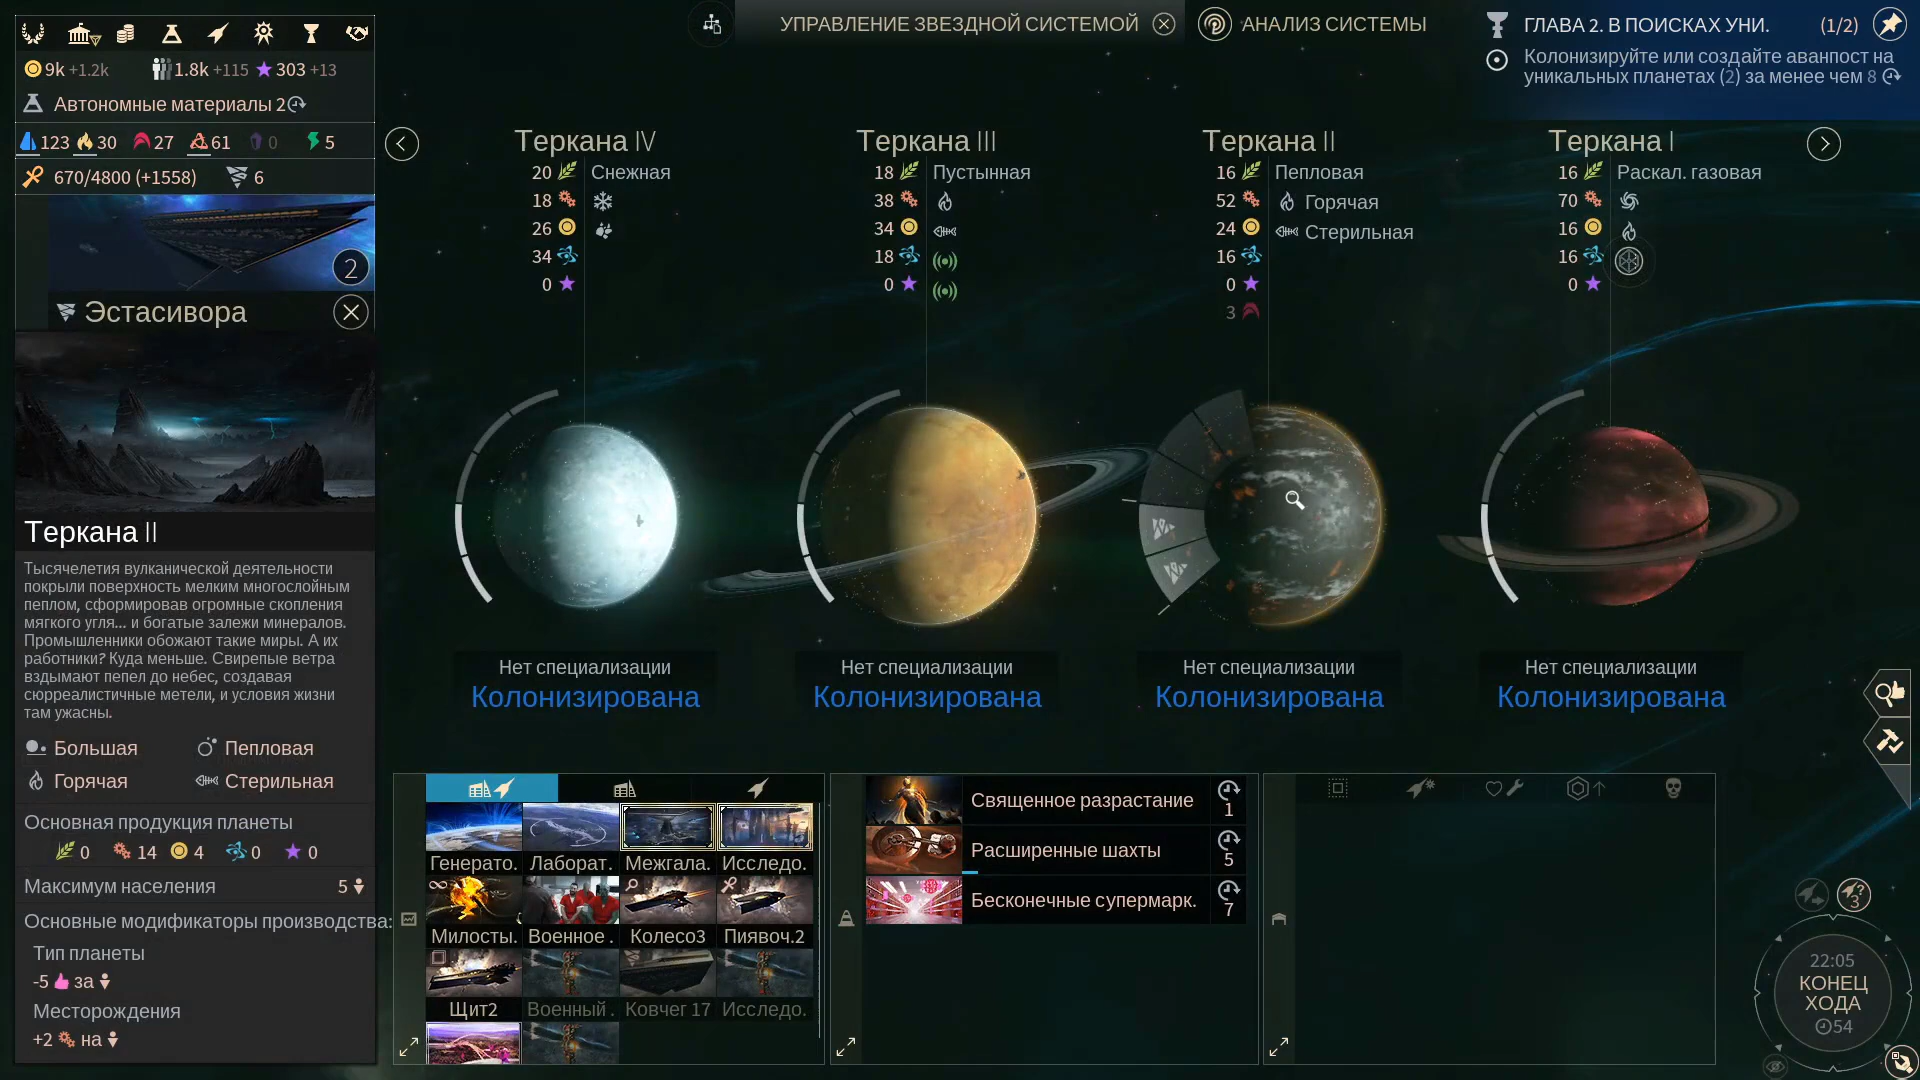 УПРАВЛЕНИЕ ЗВЕЗДНОЙ СИСТЕМОЙ
АНАЛИЗ СИСТЕМЫ
ГЛАВА 2. В ПОИСКАХ УНИ. (1/2)
Колонизируйте или создайте аванпост на
уникальных планетах (2) за менее чем 8
9k +1.2k 1.8k +115 303 +13
Автономные материалы 2
123 30 27 61 0 5
670/4800 (+1558) 6
2
Эстасивора
Теркана II
Тысячелетия вулканической деятельности
покрыли поверхность мелким многослойным
пеплом, сформировав огромные скопления
мягкого угля... и богатые залежи минералов.
Промышленники обожают такие миры. А их
работники? Куда меньше. Свирепые ветра
вздымают пепел до небес, создавая
сюрреалистичные метели, и условия жизни
там ужасны.
Большая Пепловая
Горячая Стерильная
Основная продукция планеты
0 14 4 0 0
Максимум населения 5
Основные модификаторы производства:
Тип планеты
-5 за
Месторождения
+2 на
Теркана IV
20 Снежная
18
26
34
0
Нет специализации
Колонизирована
Теркана III
18 Пустынная
38
34
18
0
Нет специализации
Колонизирована
Теркана II
16 Пепловая
52 Горячая
24 Стерильная
16
0
3
Нет специализации
Колонизирована
Теркана I
16 Раскал. газовая
70
16
16
0
Нет специализации
Колонизирована
Генерато. Лаборат. Межгала. Исследо.
Милосты. Военное . Колесо3 Пиявоч.2
Щит2 Военный . Ковчег 17 Исследо.
Священное разрастание 1
Расширенные шахты 5
Бесконечные супермарк. 7
3
22:05
КОНЕЦ
ХОДА
54